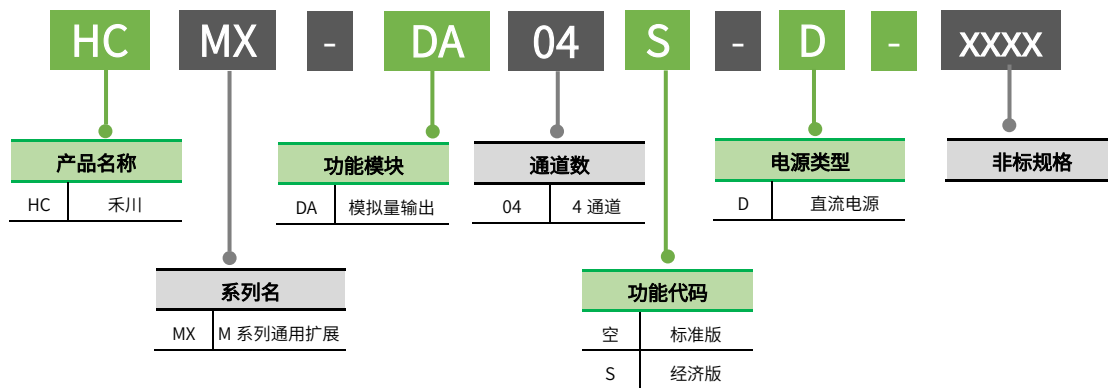 HC MX - DA 04 S - D - XXXX
产品名称
HC 禾川
功能模块
DA 模拟量输出
通道数
04 4 通道
电源类型
D 直流电源
非标规格
系列名
MX M 系列通用扩展
功能代码
空 标准版
S 经济版